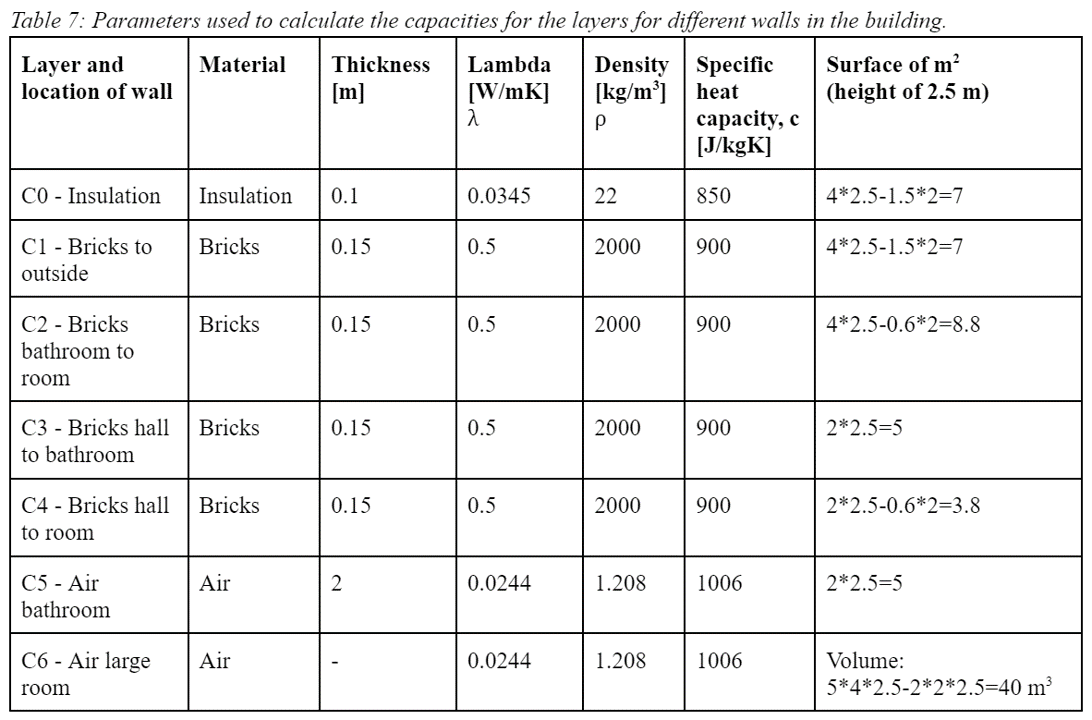 Table 7: Parameters used to calculate the capacities for the layers for different walls in the building.
Layer and location of wall | Material | Thickness [m] | Lambda [W/mK] λ | Density [kg/m³] ρ | Specific heat capacity, c [J/kgK] | Surface of m² (height of 2.5 m)
C0 - Insulation | Insulation | 0.1 | 0.0345 | 22 | 850 | 4*2.5-1.5*2=7
C1 - Bricks to outside | Bricks | 0.15 | 0.5 | 2000 | 900 | 4*2.5-1.5*2=7
C2 - Bricks bathroom to room | Bricks | 0.15 | 0.5 | 2000 | 900 | 4*2.5-0.6*2=8.8
C3 - Bricks hall to bathroom | Bricks | 0.15 | 0.5 | 2000 | 900 | 2*2.5=5
C4 - Bricks hall to room | Bricks | 0.15 | 0.5 | 2000 | 900 | 2*2.5-0.6*2=3.8
C5 - Air bathroom | Air | 2 | 0.0244 | 1.208 | 1006 | 2*2.5=5
C6 - Air large room | Air | - | 0.0244 | 1.208 | 1006 | Volume: 5*4*2.5-2*2*2.5=40 m³